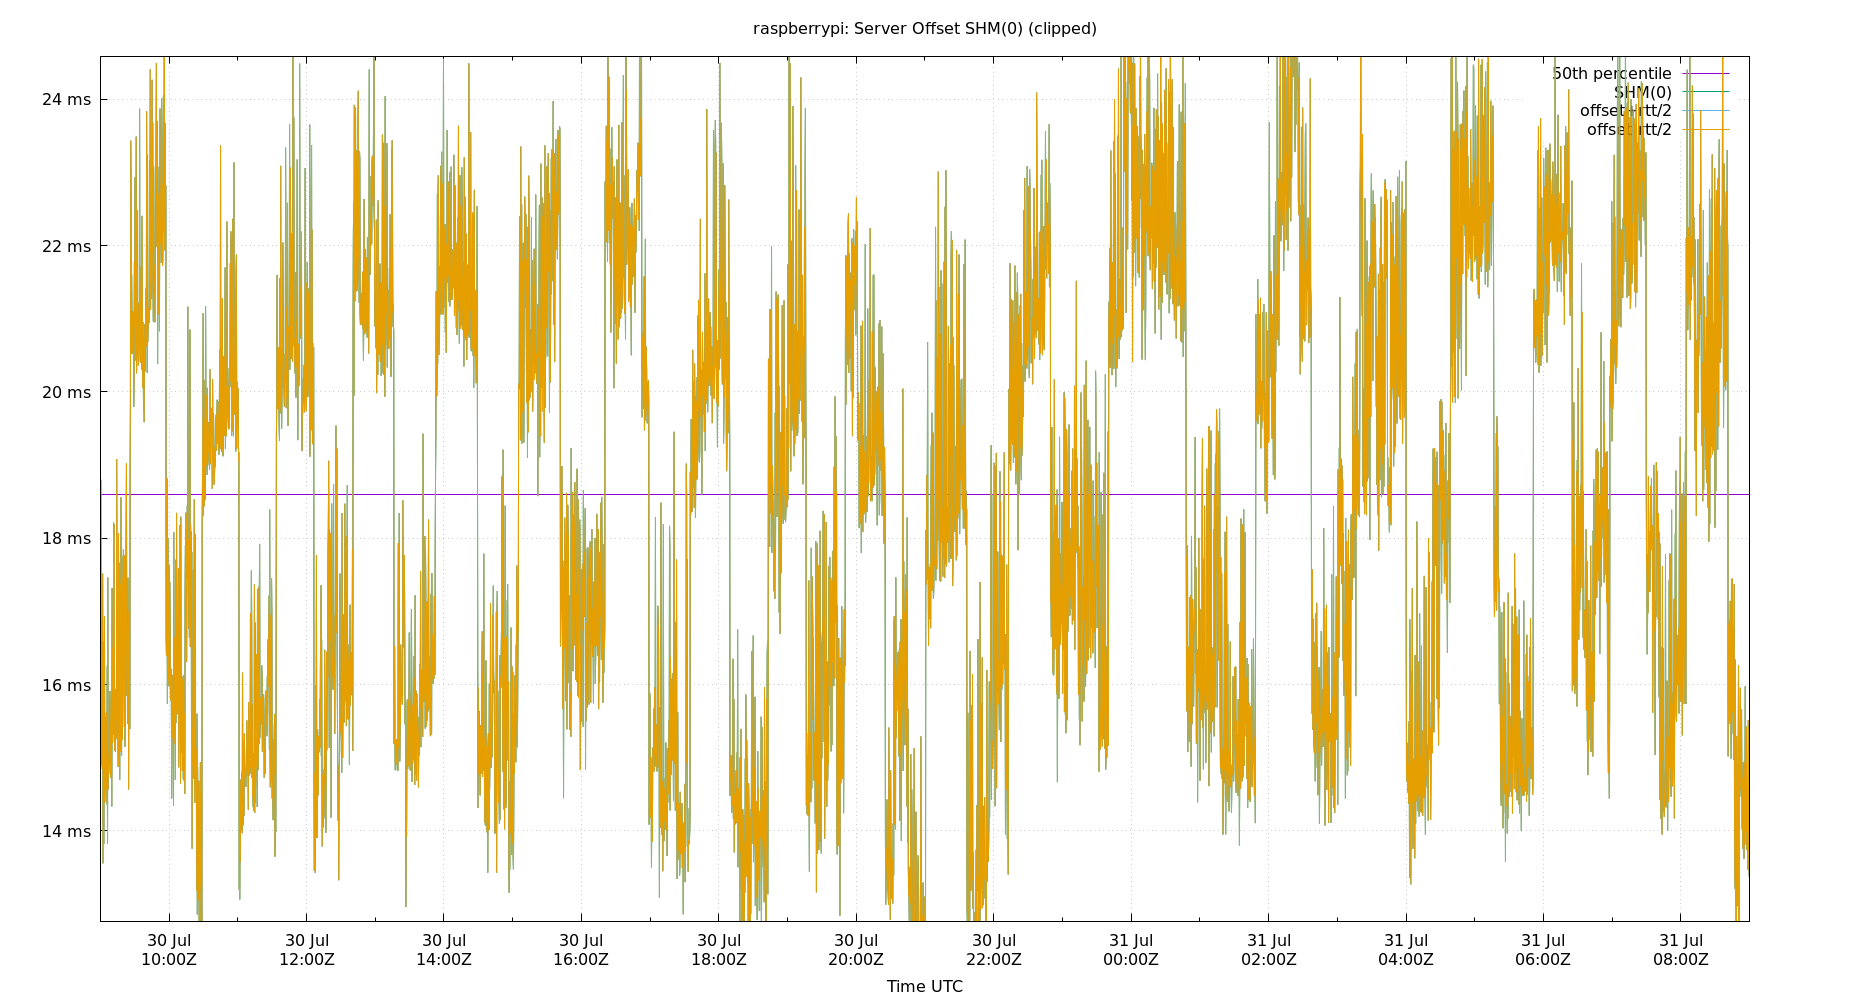 raspberrypi: Server Offset SHM(0) (clipped)
24 ms
22 ms
20 ms
18 ms
16 ms
14 ms
50th percentile
SHM(0)
offset+rtt/2
offset-rtt/2
30 Jul 10:00Z
30 Jul 12:00Z
30 Jul 14:00Z
30 Jul 16:00Z
30 Jul 18:00Z
30 Jul 20:00Z
30 Jul 22:00Z
31 Jul 00:00Z
31 Jul 02:00Z
31 Jul 04:00Z
31 Jul 06:00Z
31 Jul 08:00Z
Time UTC